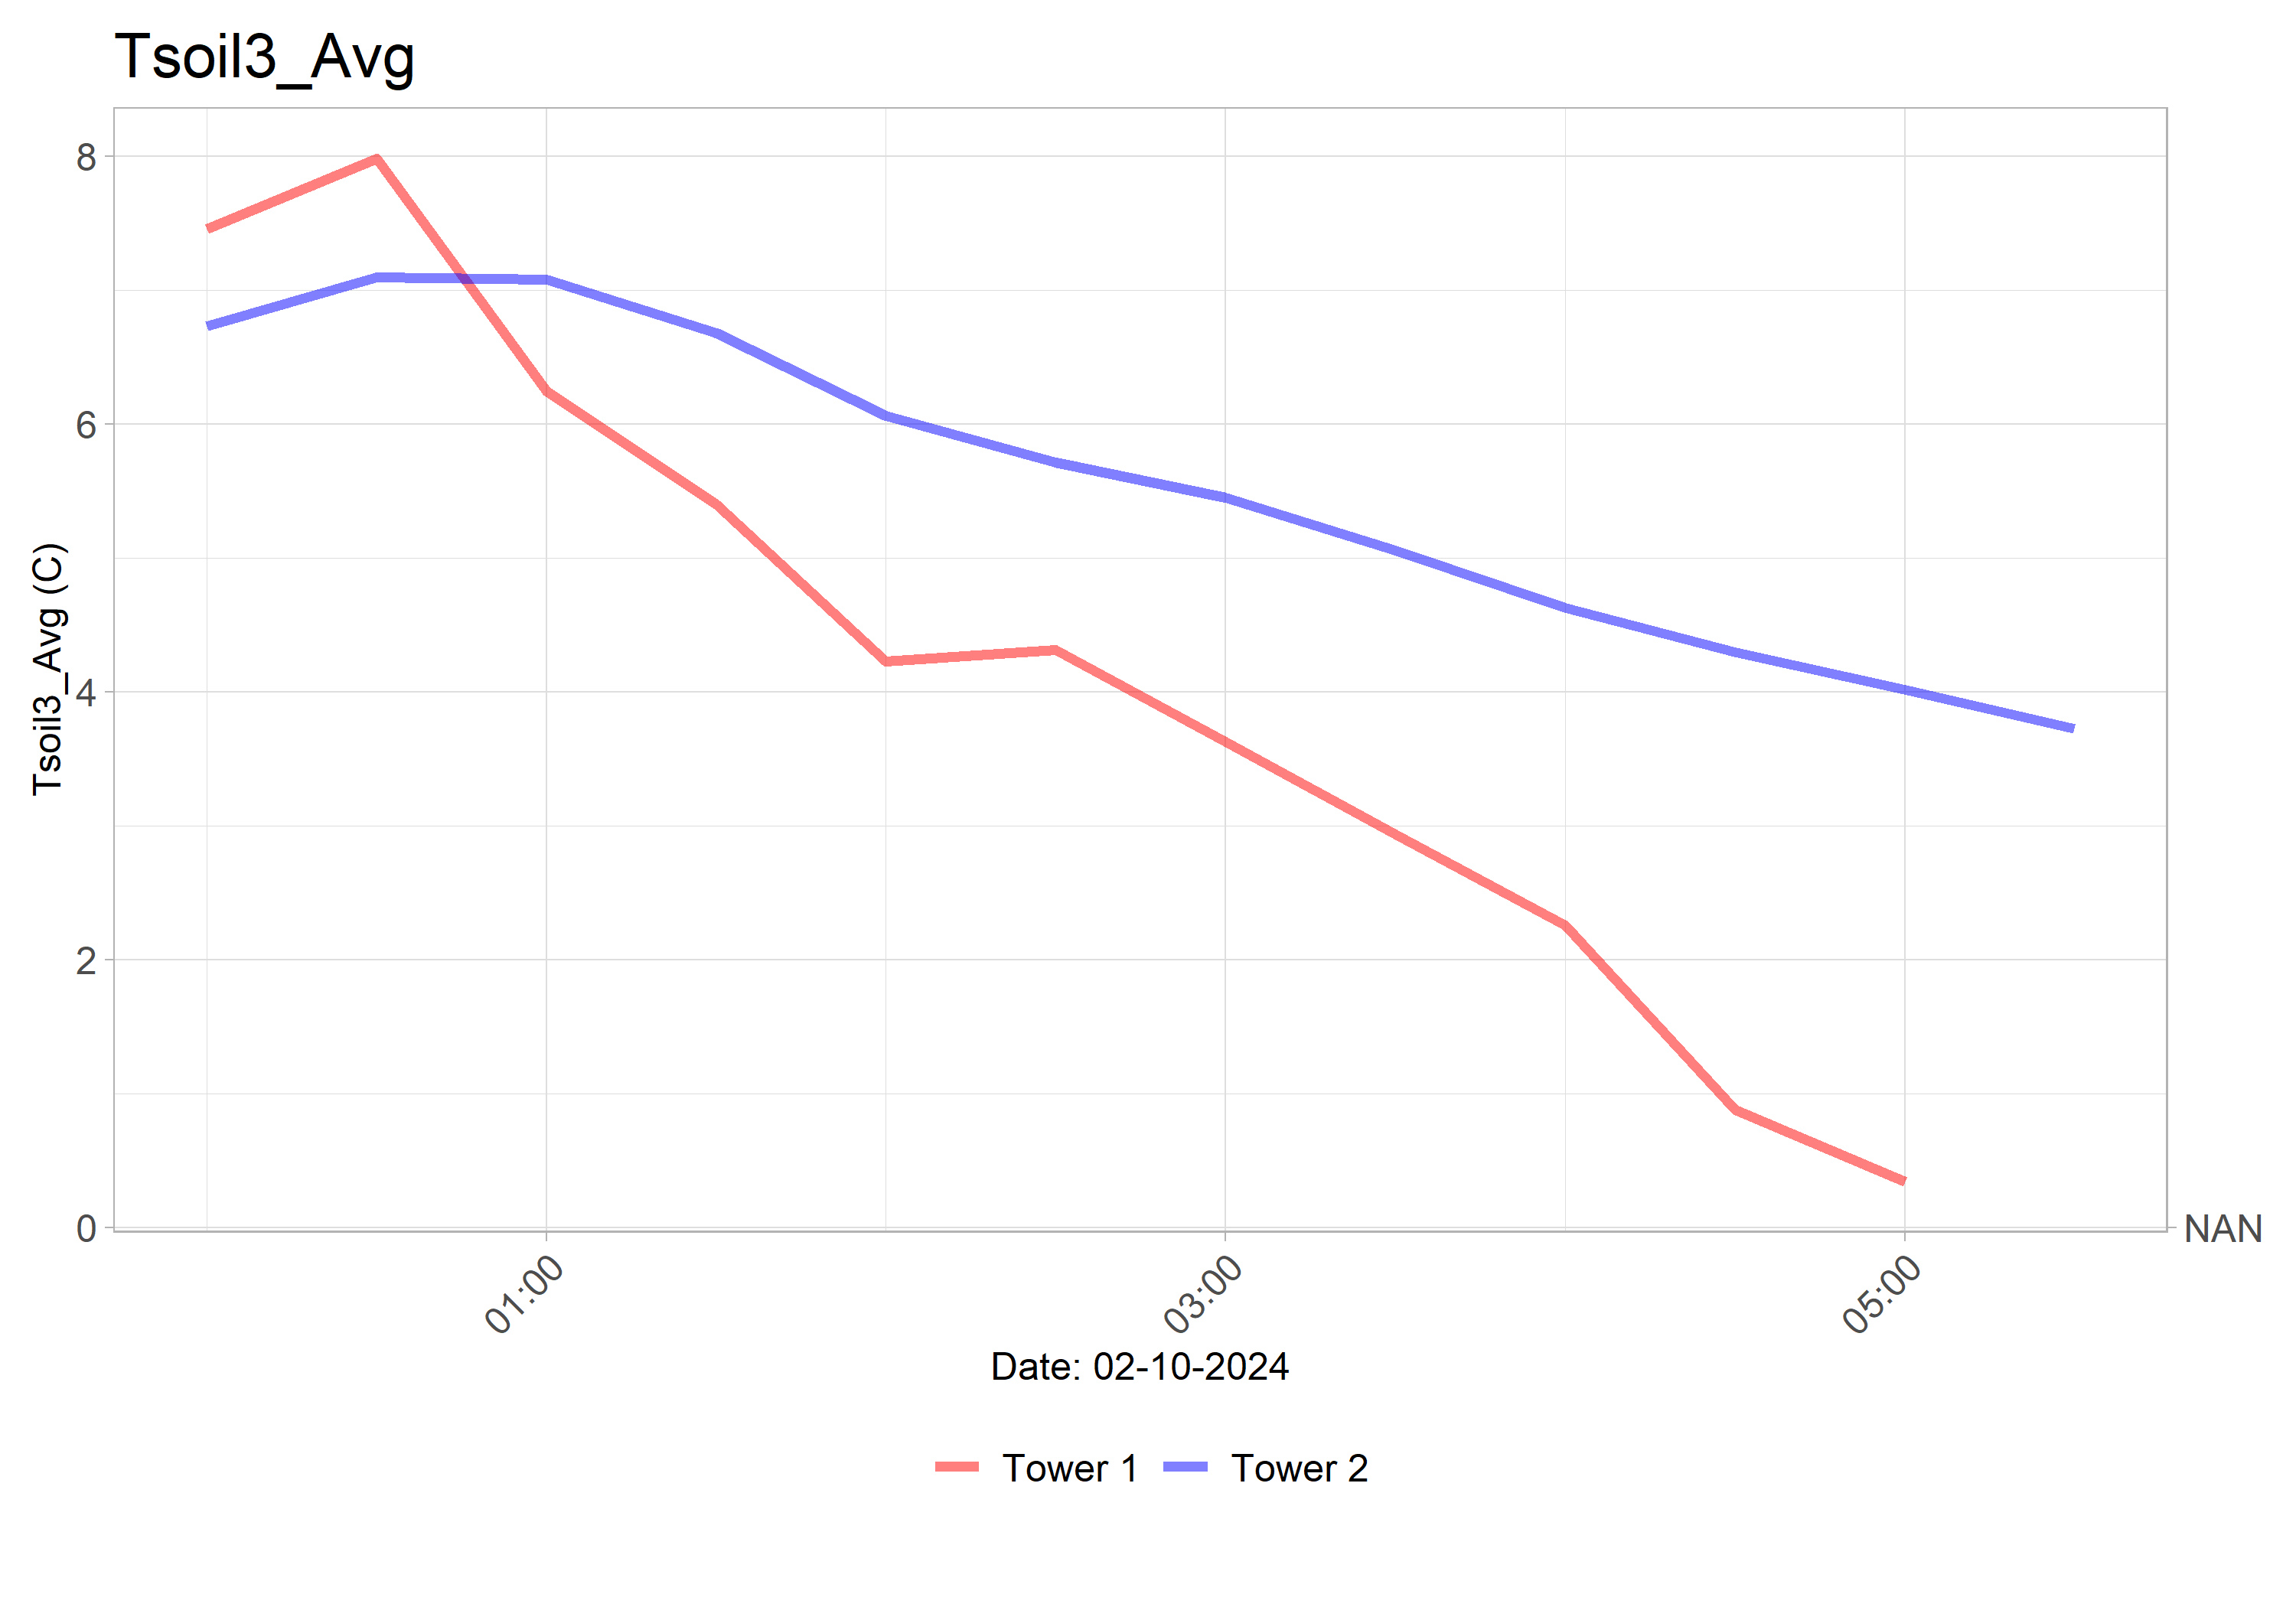 Tsoil3_Avg
Tsoil3_Avg (C)
8
6
4
2
0
NAN
01:00
03:00
05:00
Date: 02-10-2024
Tower 1
Tower 2